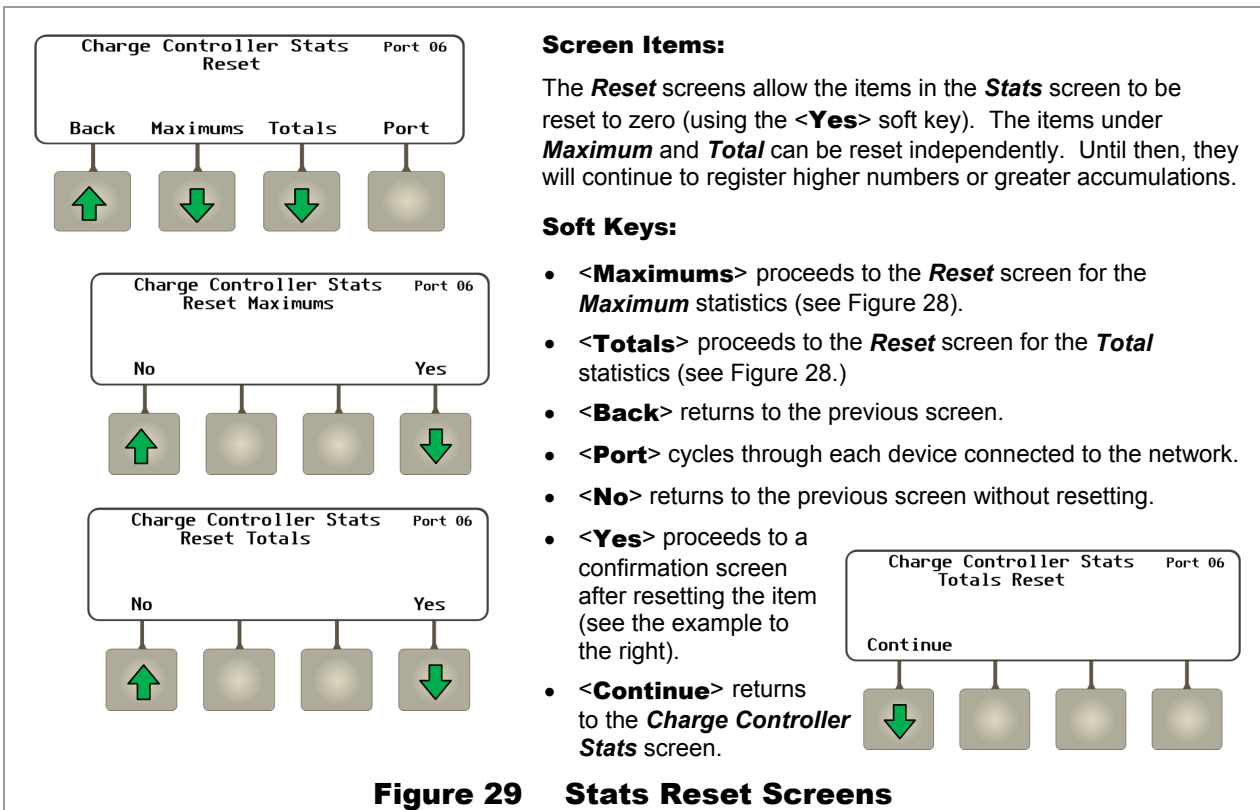 Charge Controller Stats Port 06
Reset
Back Maximums Totals Port
Charge Controller Stats Port 06
Reset Maximums
No Yes
Charge Controller Stats Port 06
Reset Totals
No Yes
Screen Items:
The Reset screens allow the items in the Stats screen to be
reset to zero (using the <Yes> soft key). The items under
Maximum and Total can be reset independently. Until then, they
will continue to register higher numbers or greater accumulations.
Soft Keys:
• <Maximums> proceeds to the Reset screen for the
Maximum statistics (see Figure 28).
• <Totals> proceeds to the Reset screen for the Total
statistics (see Figure 28.)
• <Back> returns to the previous screen.
• <Port> cycles through each device connected to the network.
• <No> returns to the previous screen without resetting.
• <Yes> proceeds to a
confirmation screen
after resetting the item
(see the example to
the right).
• <Continue> returns
to the Charge Controller
Stats screen.
Charge Controller Stats Port 06
Totals Reset
Continue
Figure 29 Stats Reset Screens